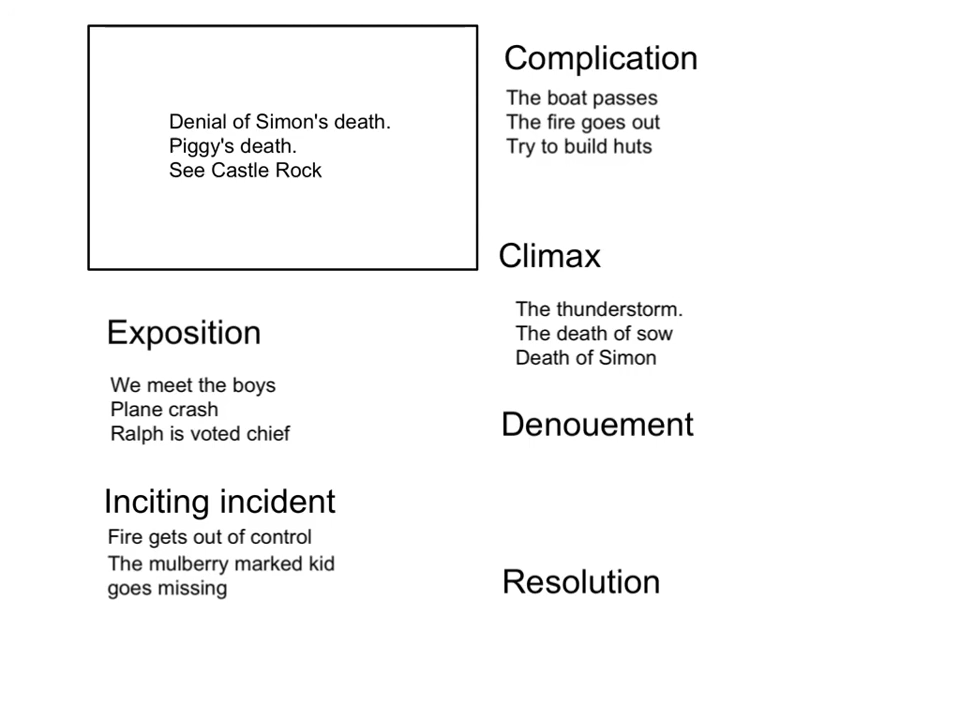 Denial of Simon's death.
Piggy's death.
See Castle Rock
Exposition
We meet the boys
Plane crash
Ralph is voted chief
Inciting incident
Fire gets out of control
The mulberry marked kid
goes missing
Complication
The boat passes
The fire goes out
Try to build huts
Climax
The thunderstorm.
The death of sow
Death of Simon
Denouement
Resolution